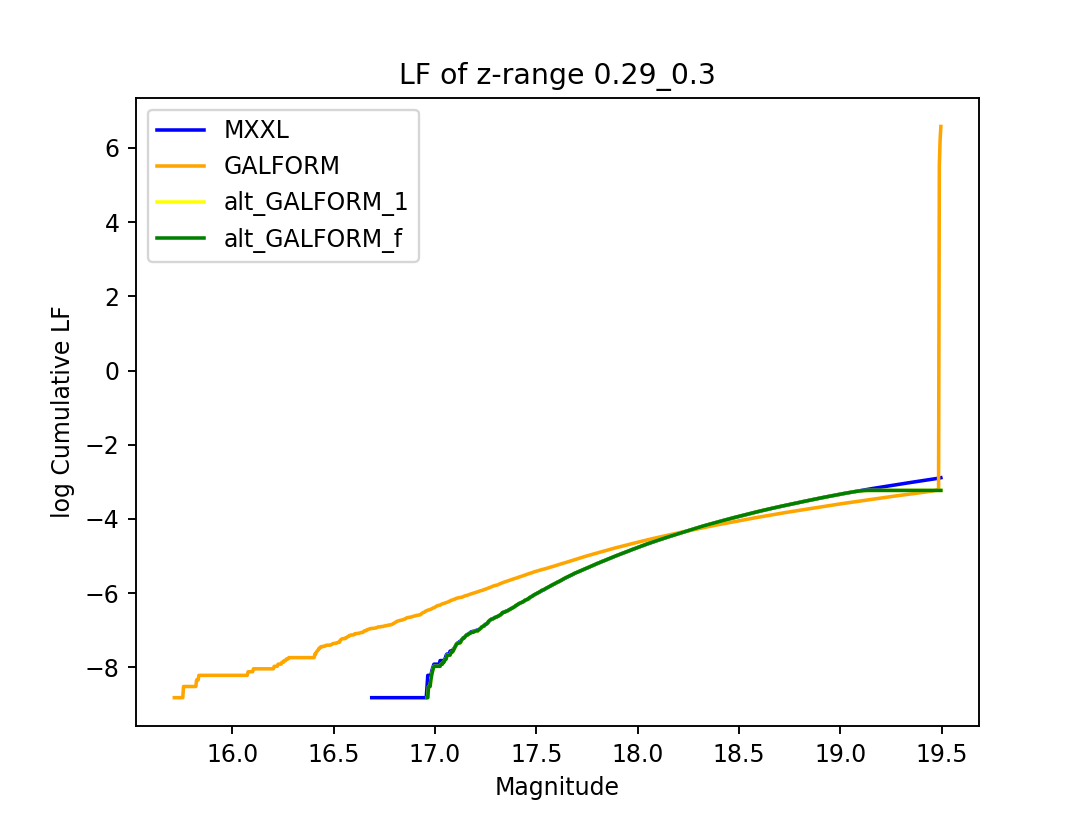 LF of z-range 0.29_0.3
MXXL
GALFORM
alt_GALFORM_1
alt_GALFORM_f
6
4
2
0
−2
−4
−6
−8
log Cumulative LF
16.0 16.5 17.0 17.5 18.0 18.5 19.0 19.5
Magnitude